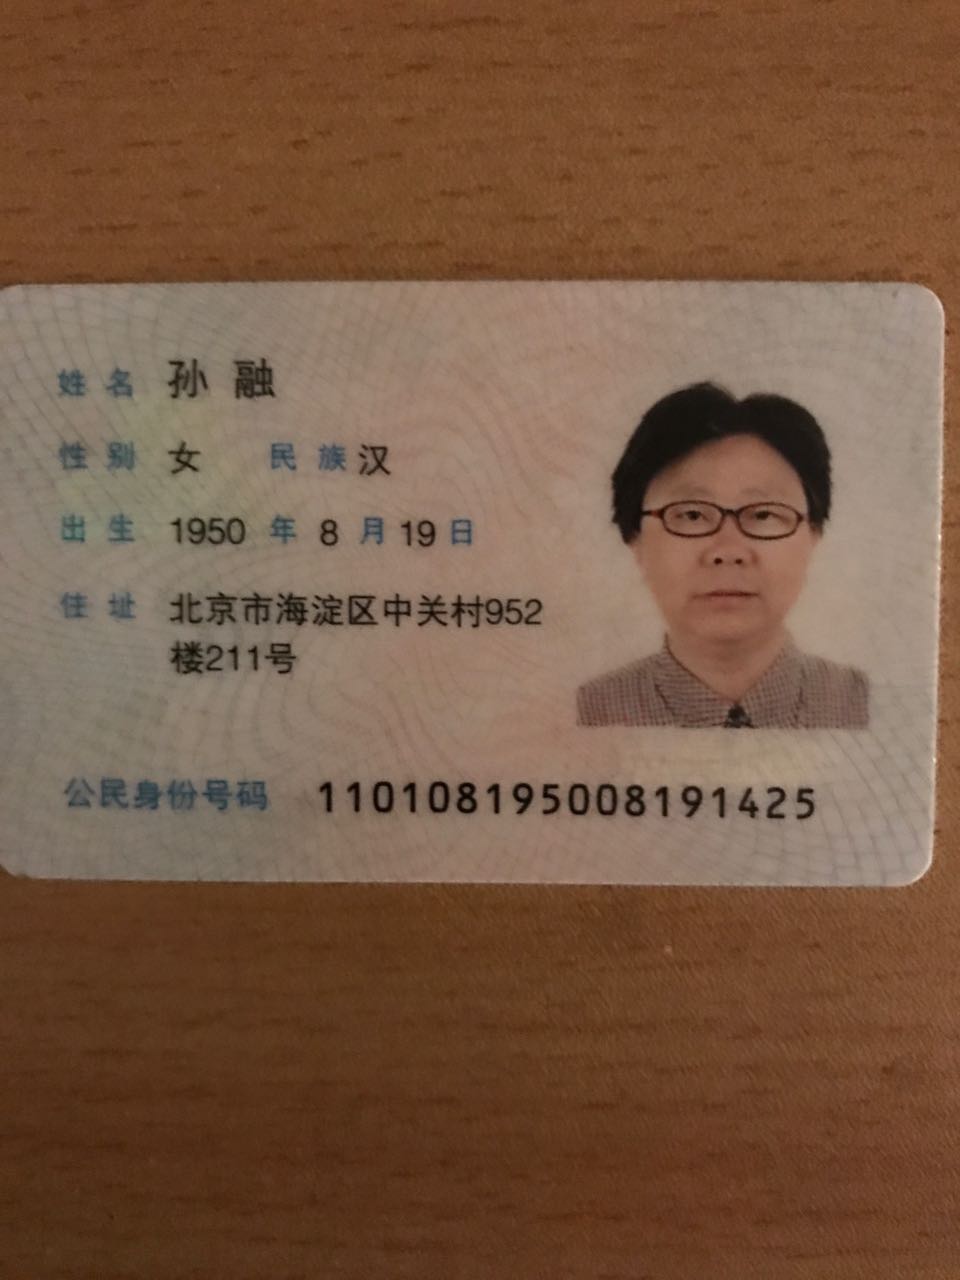 姓名 孙融
性别 女 民族 汉
出生 1950 年 8 月 19 日
住址 北京市海淀区中关村952
楼211号
公民身份号码 110108195008191425